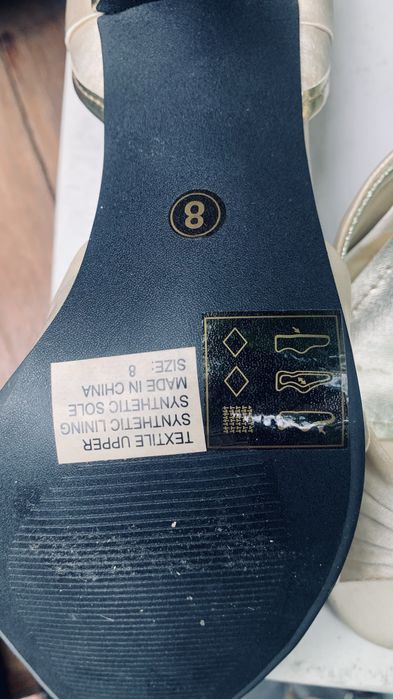 TEXTILE UPPER
SYNTHETIC LINING
SYNTHETIC SOLE
MADE IN CHINA
SIZE: 8
8